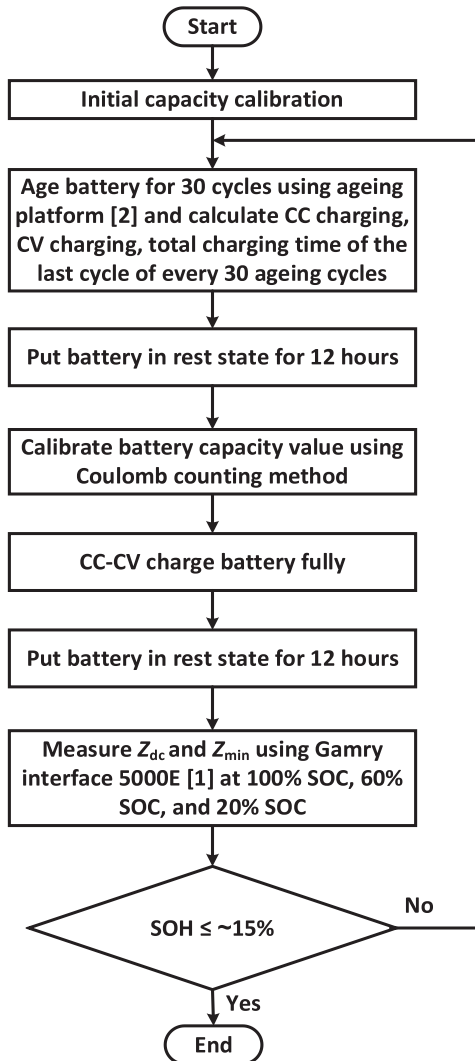 Start
Initial capacity calibration
Age battery for 30 cycles using ageing
platform [2] and calculate CC charging,
CV charging, total charging time of the
last cycle of every 30 ageing cycles
Put battery in rest state for 12 hours
Calibrate battery capacity value using
Coulomb counting method
CC-CV charge battery fully
Put battery in rest state for 12 hours
Measure Zdc and Zmin using Gamry
interface 5000E [1] at 100% SOC, 60%
SOC, and 20% SOC
SOH ≤ ~15%
No
Yes
End